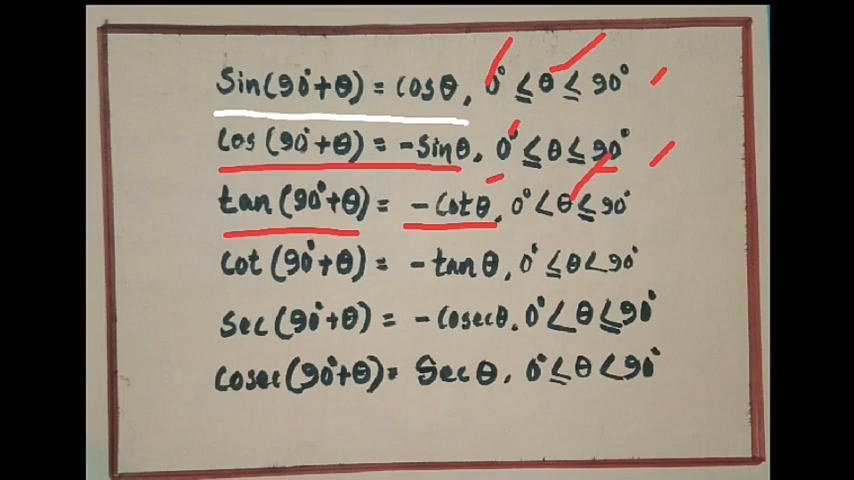 Sin(90°+θ) = cosθ, 0° ≤ θ ≤ 90°
Cos(90°+θ) = -Sinθ, 0° ≤ θ ≤ 90°
tan(90°+θ) = -Cotθ, 0° < θ ≤ 90°
Cot(90°+θ) = -tanθ, 0° ≤ θ < 90°
Sec(90°+θ) = -Cosecθ. 0° < θ ≤ 90°
Cosec(90°+θ) = Secθ, 0° ≤ θ < 90°